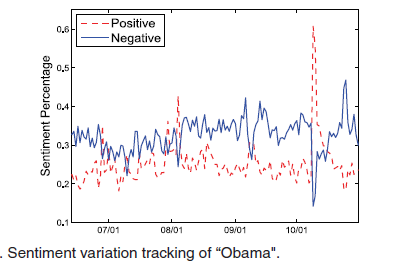 Positive
Negative
Sentiment Percentage
0.6
0.5
0.4
0.3
0.2
0.1
07/01 08/01 09/01 10/01
. Sentiment variation tracking of “Obama".